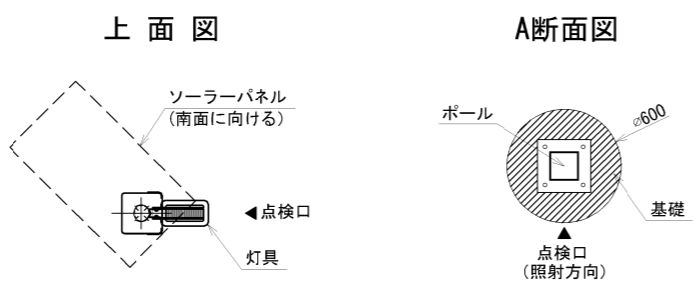 上 面 図
A断面図
ソーラーパネル
(南面に向ける)
点検口
灯具
ポール
⌀600
基礎
点検口
(照射方向)